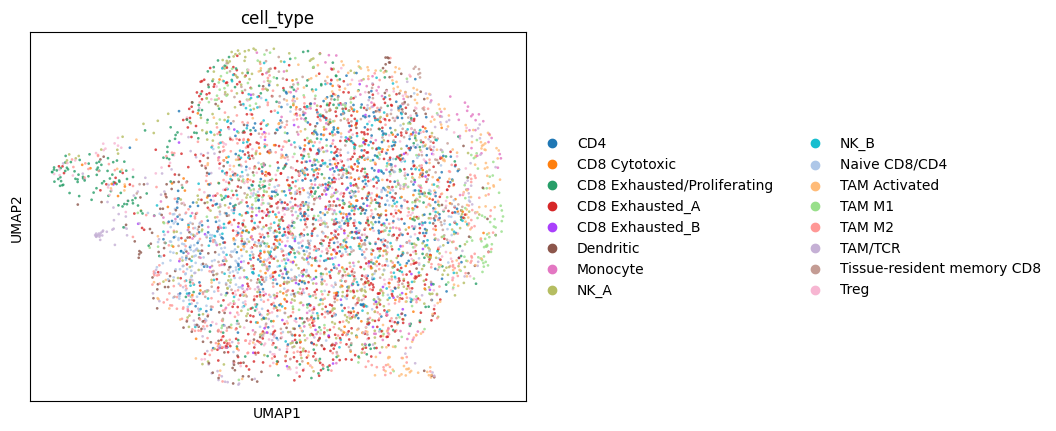 cell_type
UMAP2
UMAP1
CD4
CD8 Cytotoxic
CD8 Exhausted/Proliferating
CD8 Exhausted_A
CD8 Exhausted_B
Dendritic
Monocyte
NK_A
NK_B
Naive CD8/CD4
TAM Activated
TAM M1
TAM M2
TAM/TCR
Tissue-resident memory CD8
Treg